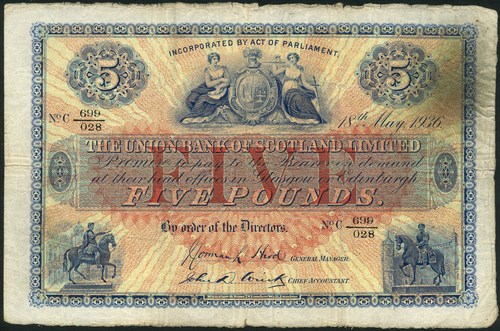 INCORPORATED BY ACT OF PARLIAMENT.
5 5
No C 699/028
18th May, 1936
THE UNION BANK OF SCOTLAND LIMITED
FIVE
Promise to pay to the Bearer on demand
at their head offices in Glasgow or Edinburgh
FIVE POUNDS.
By order of the Directors.
No C 699/028
Norman L. Hird
GENERAL MANAGER.
CHIEF ACCOUNTANT.